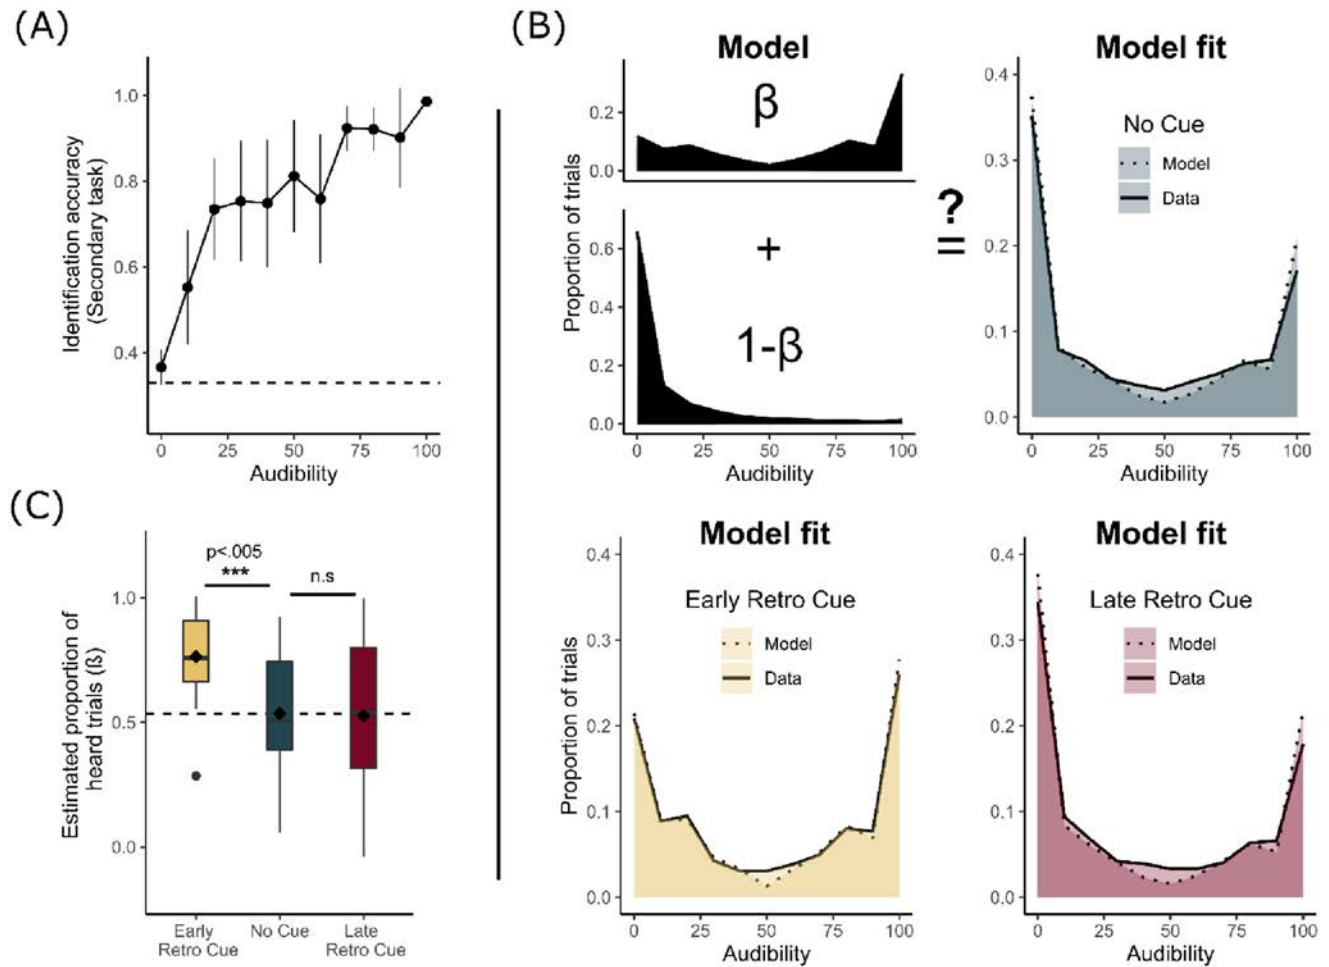 (A)
Identification accuracy
(Secondary task)
1.0
0.8
0.6
0.4
0
25
50
75
100
Audibility
(B)
Model
Proportion of trials
0.2
0.0
β
+
0.6
0.4
0.2
0.0
1-β
0
25
50
75
100
Audibility
?
=
Model fit
0.4
0.3
0.2
0.1
0.0
No Cue
Model
Data
0
25
50
75
100
Audibility
(C)
Estimated proportion of
heard trials (ß)
p<.005
***
n.s
1.0
0.5
0.0
Early
Retro Cue
No Cue
Late
Retro Cue
Model fit
Proportion of trials
0.4
0.3
0.2
0.1
0.0
Early Retro Cue
Model
Data
0
25
50
75
100
Audibility
Model fit
0.4
0.3
0.2
0.1
0.0
Late Retro Cue
Model
Data
0
25
50
75
100
Audibility